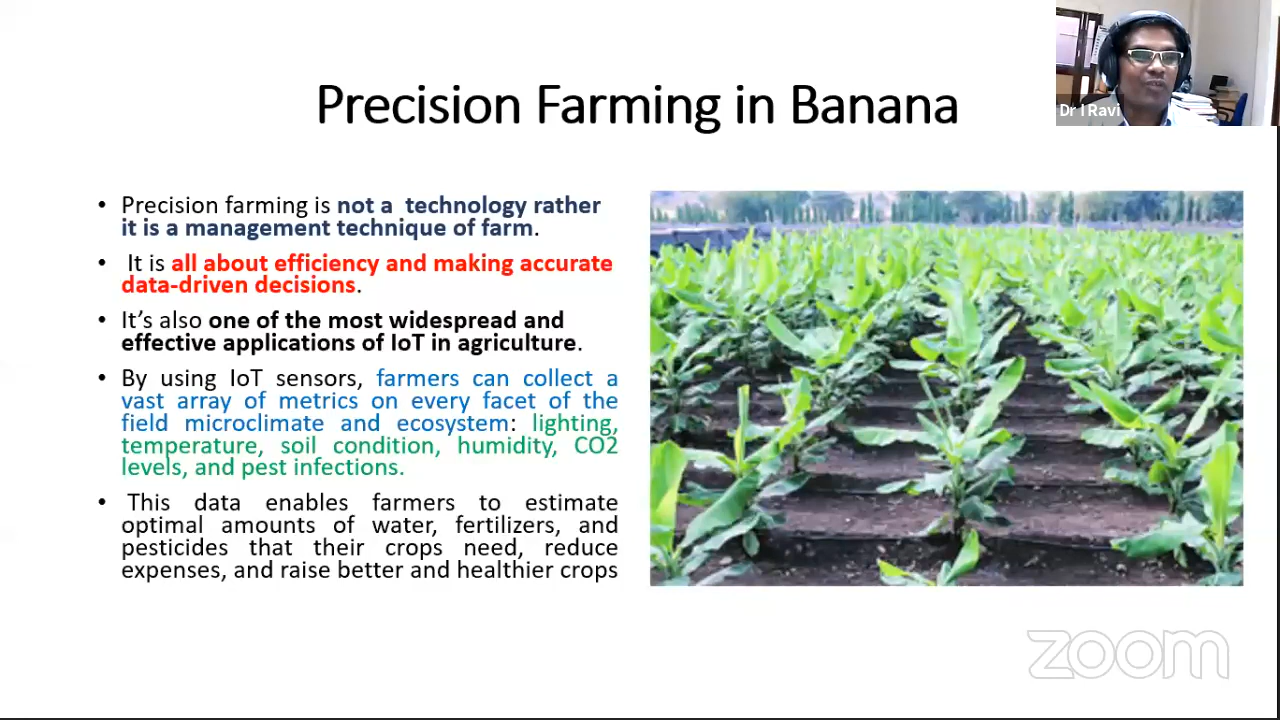 Precision Farming in Banana
Dr I Ravi
• Precision farming is not a technology rather
it is a management technique of farm.
• It is all about efficiency and making accurate
data-driven decisions.
• It’s also one of the most widespread and
effective applications of IoT in agriculture.
• By using IoT sensors, farmers can collect a
vast array of metrics on every facet of the
field microclimate and ecosystem: lighting,
temperature, soil condition, humidity, CO2
levels, and pest infections.
• This data enables farmers to estimate
optimal amounts of water, fertilizers, and
pesticides that their crops need, reduce
expenses, and raise better and healthier crops
zoom